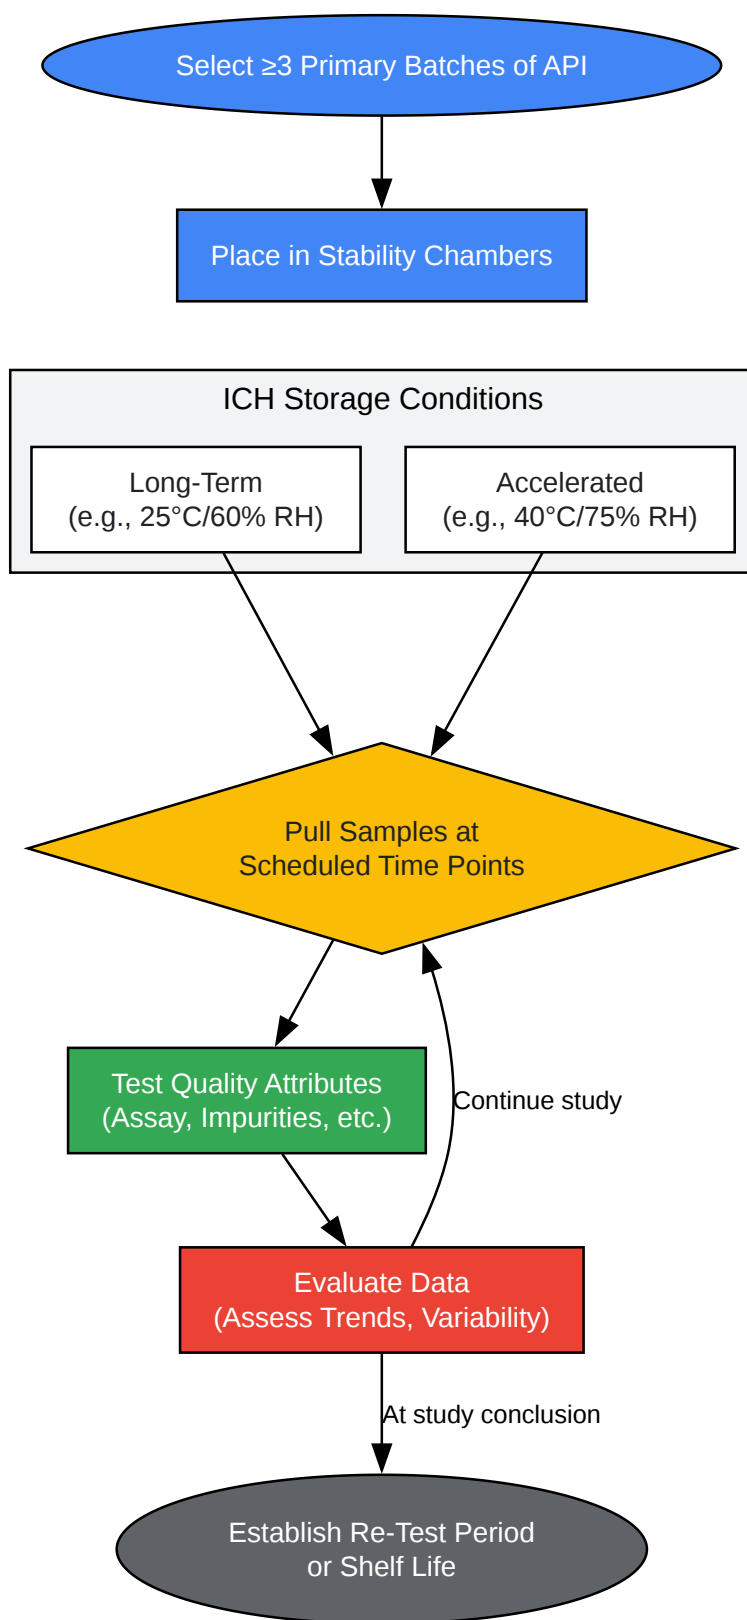 Select ≥3 Primary Batches of API
Place in Stability Chambers
ICH Storage Conditions
Long-Term
(e.g., 25°C/60% RH)
Accelerated
(e.g., 40°C/75% RH)
Pull Samples at
Scheduled Time Points
Test Quality Attributes
(Assay, Impurities, etc.)
Continue study
Evaluate Data
(Assess Trends, Variability)
At study conclusion
Establish Re-Test Period
or Shelf Life